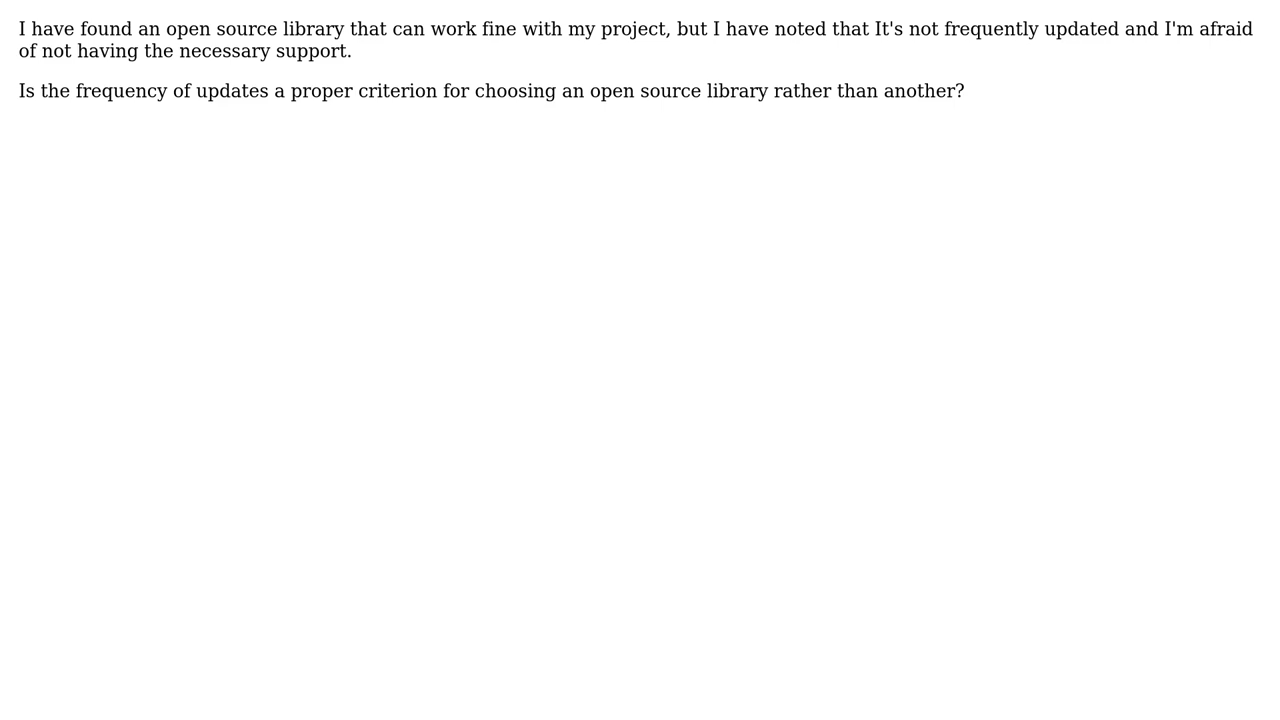 I have found an open source library that can work fine with my project, but I have noted that It's not frequently updated and I'm afraid
of not having the necessary support.
Is the frequency of updates a proper criterion for choosing an open source library rather than another?